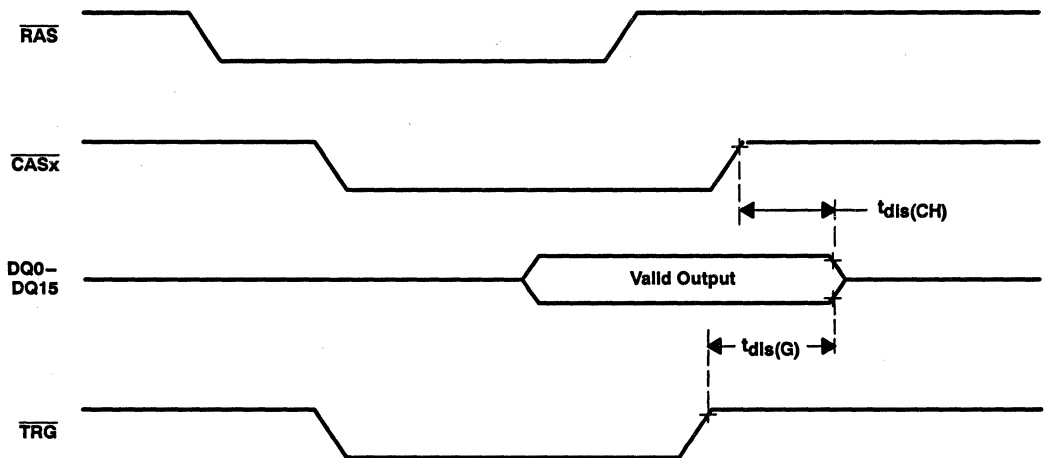 RAS
CASx
tdis(CH)
DQ0–
DQ15
Valid Output
tdis(G)
TRG